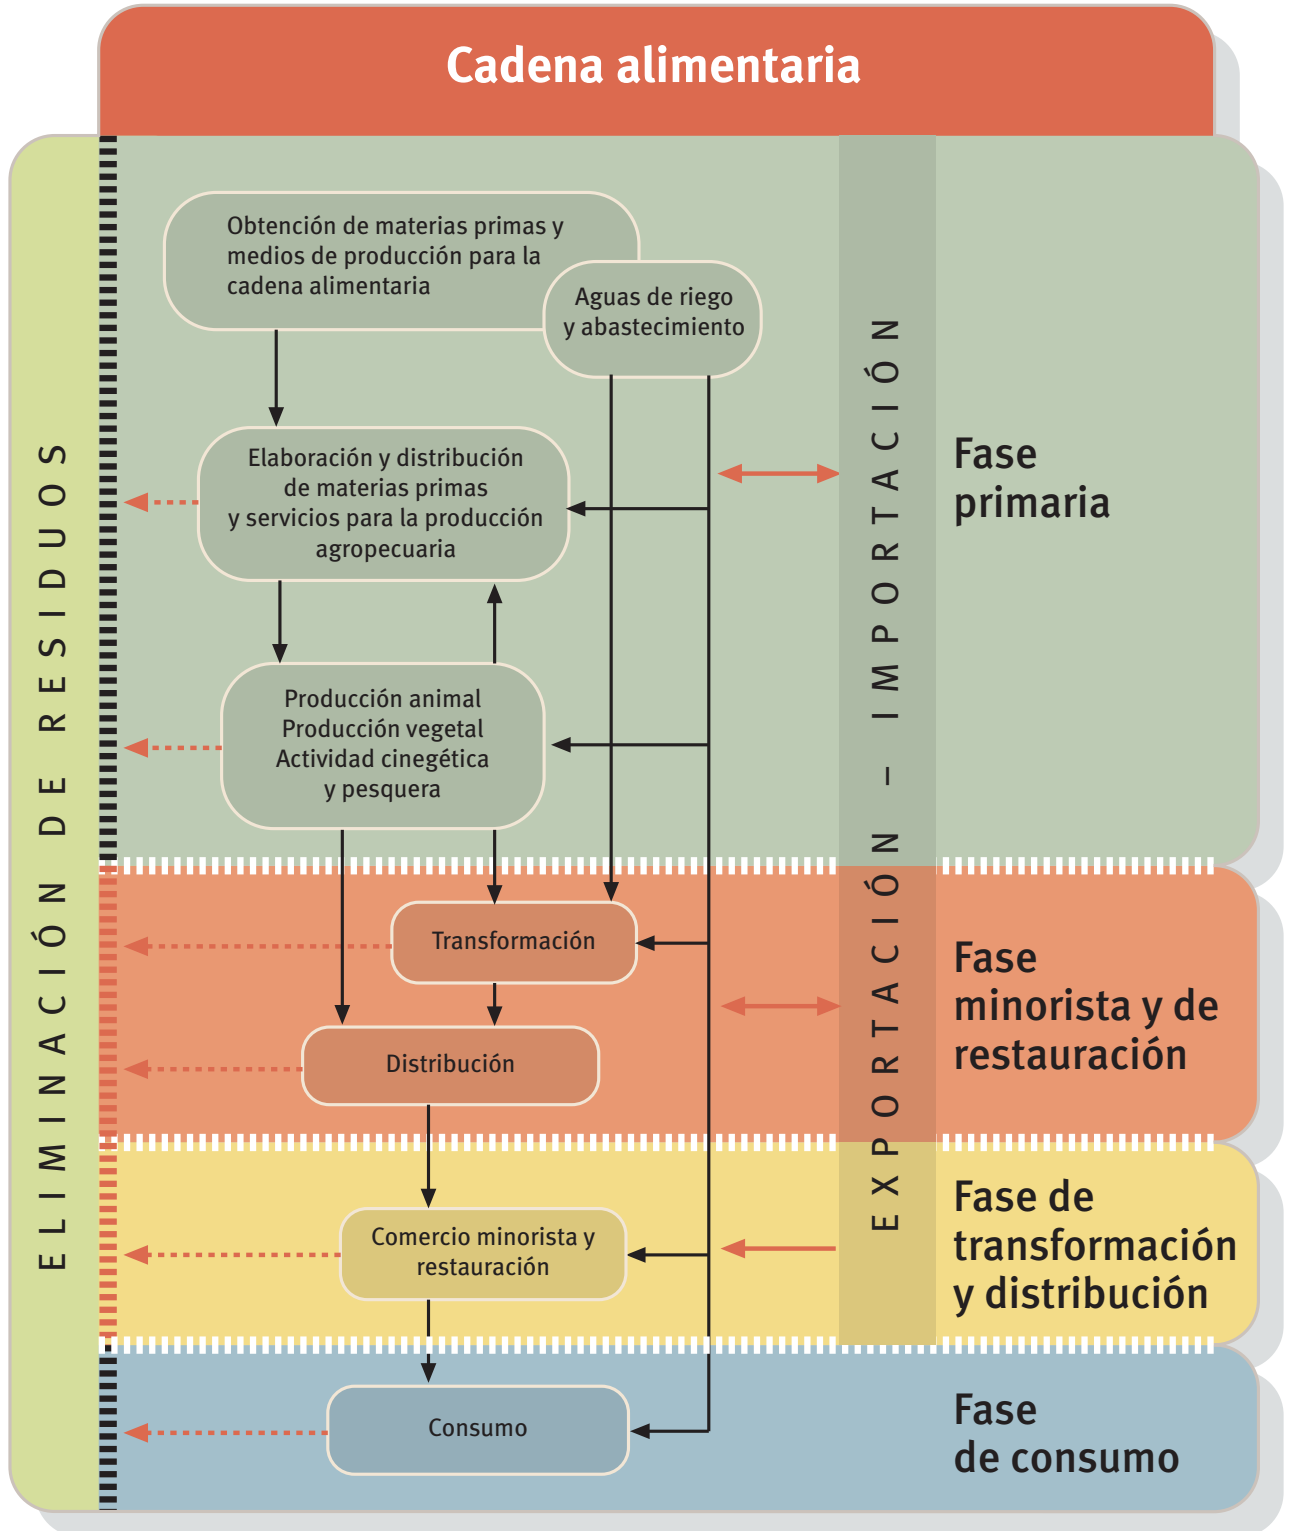 Cadena alimentaria
Obtención de materias primas y
medios de producción para la
cadena alimentaria
Aguas de riego
y abastecimiento
Elaboración y distribución
de materias primas
y servicios para la producción
agropecuaria
Producción animal
Producción vegetal
Actividad cinegética
y pesquera
Transformación
Distribución
Comercio minorista y
restauración
Consumo
ELIMINACIÓN DE RESIDUOS
EXPORTACIÓN – IMPORTACIÓN
Fase
primaria
Fase
minorista y de
restauración
Fase de
transformación
y distribución
Fase
de consumo